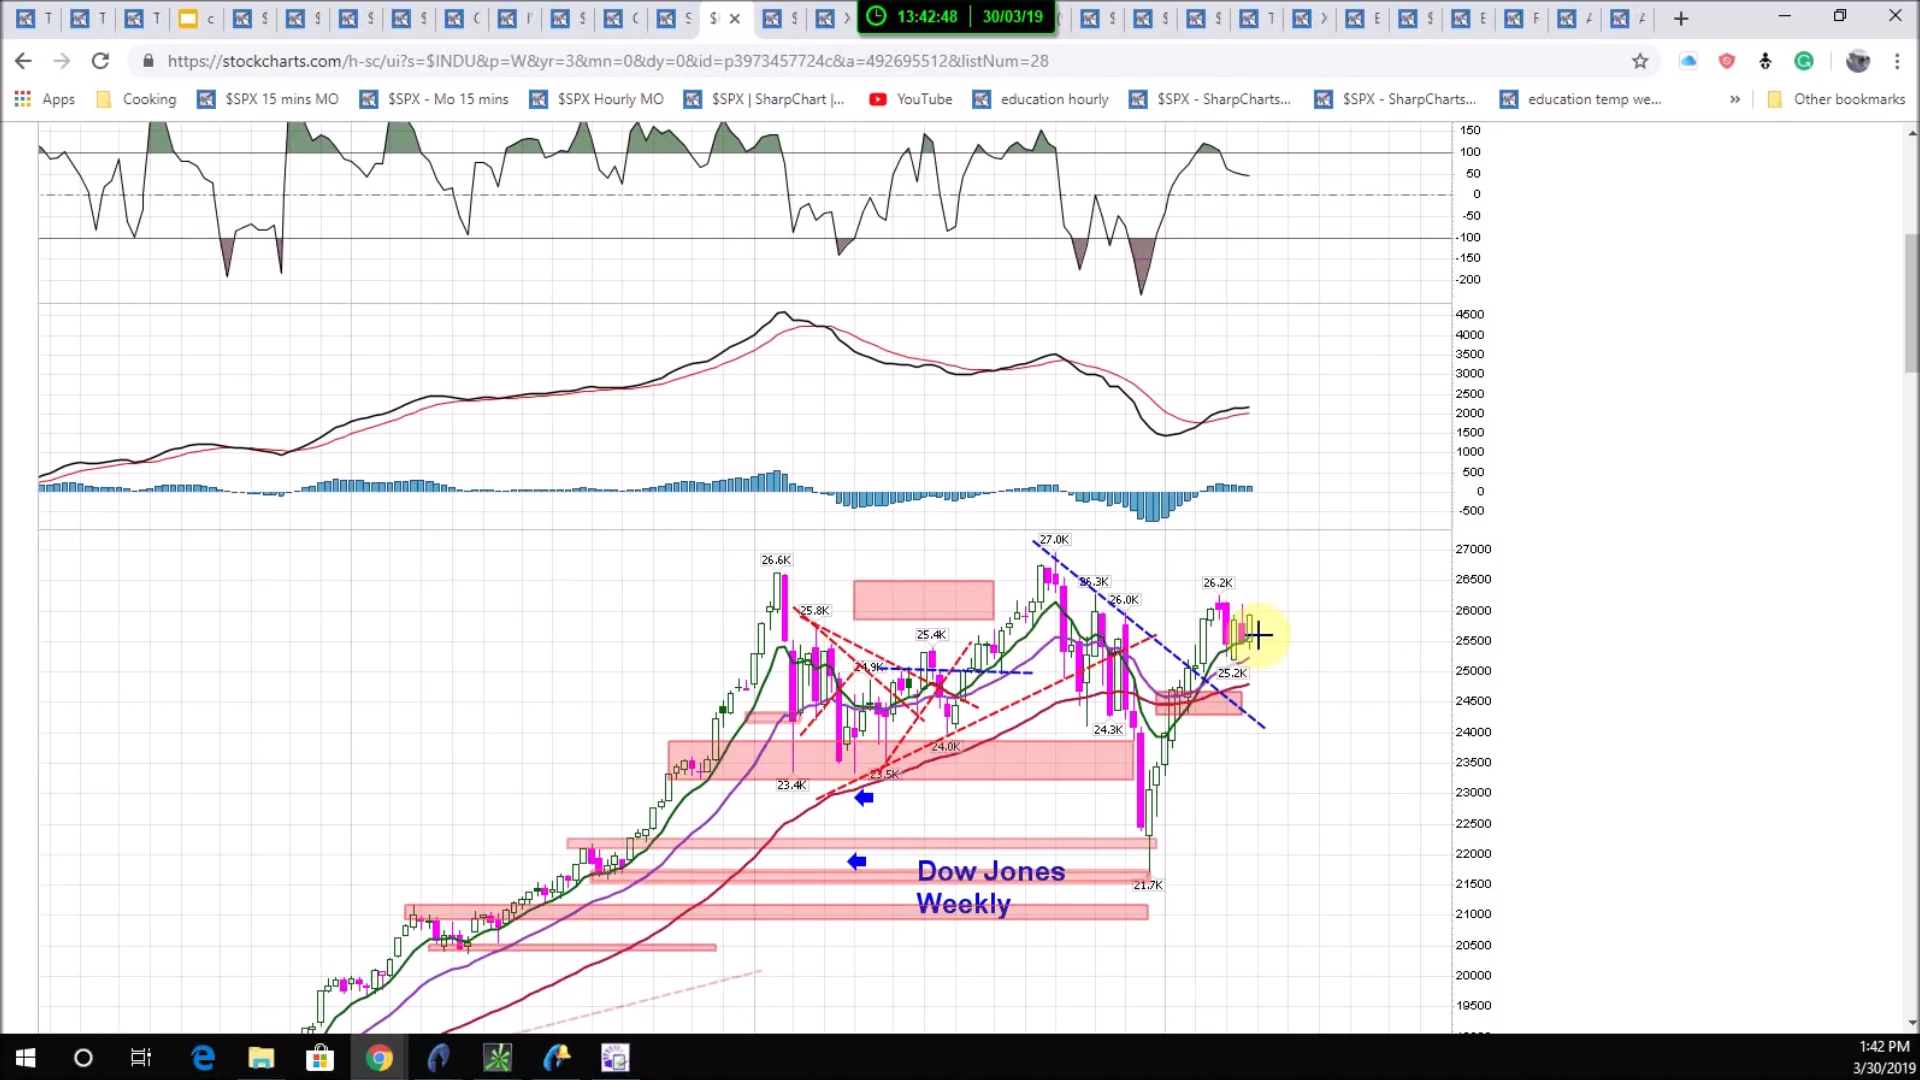 T T T c $ $ $ $ C I' $ C S $ $ X $ $ $ T X E $ E F A A
13:42:48 30/03/19
https://stockcharts.com/h-sc/ui?s=$INDU&p=W&yr=3&mn=0&dy=0&id=p3973457724c&a=492695512&listNum=28
Apps Cooking $SPX 15 mins MO $SPX - Mo 15 mins $SPX Hourly MO $SPX | SharpChart |... YouTube education hourly $SPX - SharpCharts... $SPX - SharpCharts... education temp we... » Other bookmarks
150
100
50
0
-50
-100
-150
-200
4500
4000
3500
3000
2500
2000
1500
1000
500
0
-500
27.0K
27000
26.6K
26.3K
26.2K
26500
26.0K
25.8K
26000
25.4K
25500
24.9K
25.2K
25000
24500
24.3K
24000
24.0K
23.5K
23500
23.4K
23000
22500
22000
Dow Jones
21.7K
21500
Weekly
21000
20500
20000
19500
1:42 PM
3/30/2019